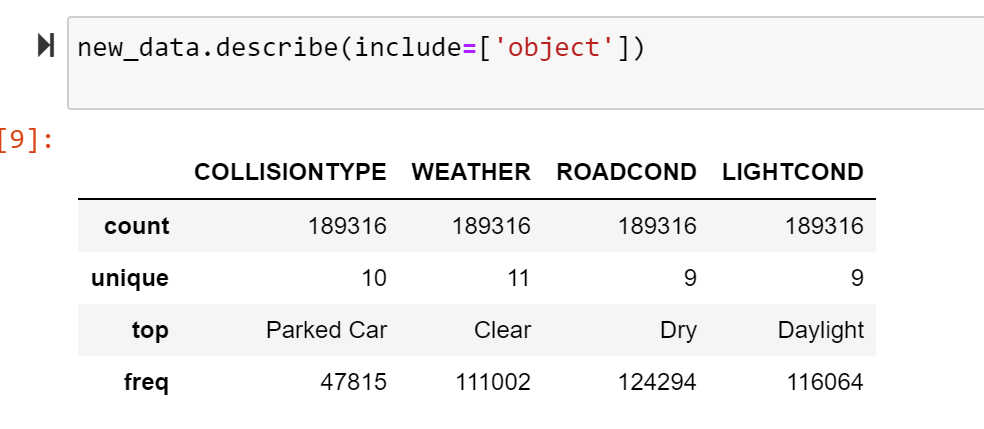 new_data.describe(include=['object'])
[9]:
COLLISIONTYPE WEATHER ROADCOND LIGHTCOND
count 189316 189316 189316 189316
unique 10 11 9 9
top Parked Car Clear Dry Daylight
freq 47815 111002 124294 116064